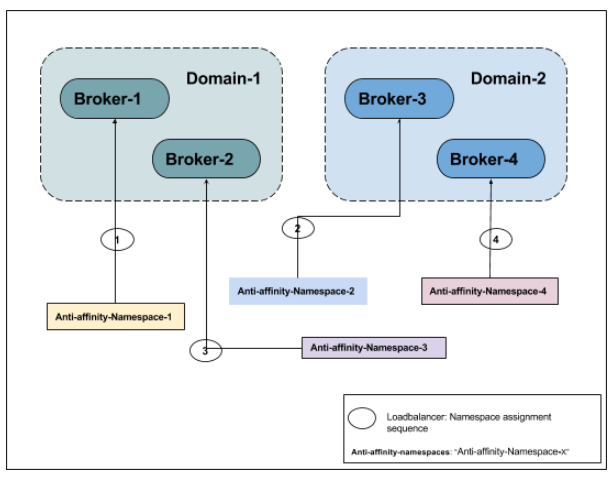 Domain-1
Domain-2
Broker-1
Broker-3
Broker-2
Broker-4
1
2
4
Anti-affinity-Namespace-2
Anti-affinity-Namespace-4
Anti-affinity-Namespace-1
3
Anti-affinity-Namespace-3
Loadbalancer: Namespace assignment
sequence
Anti-affinity-namespaces: "Anti-affinity-Namespace-X"